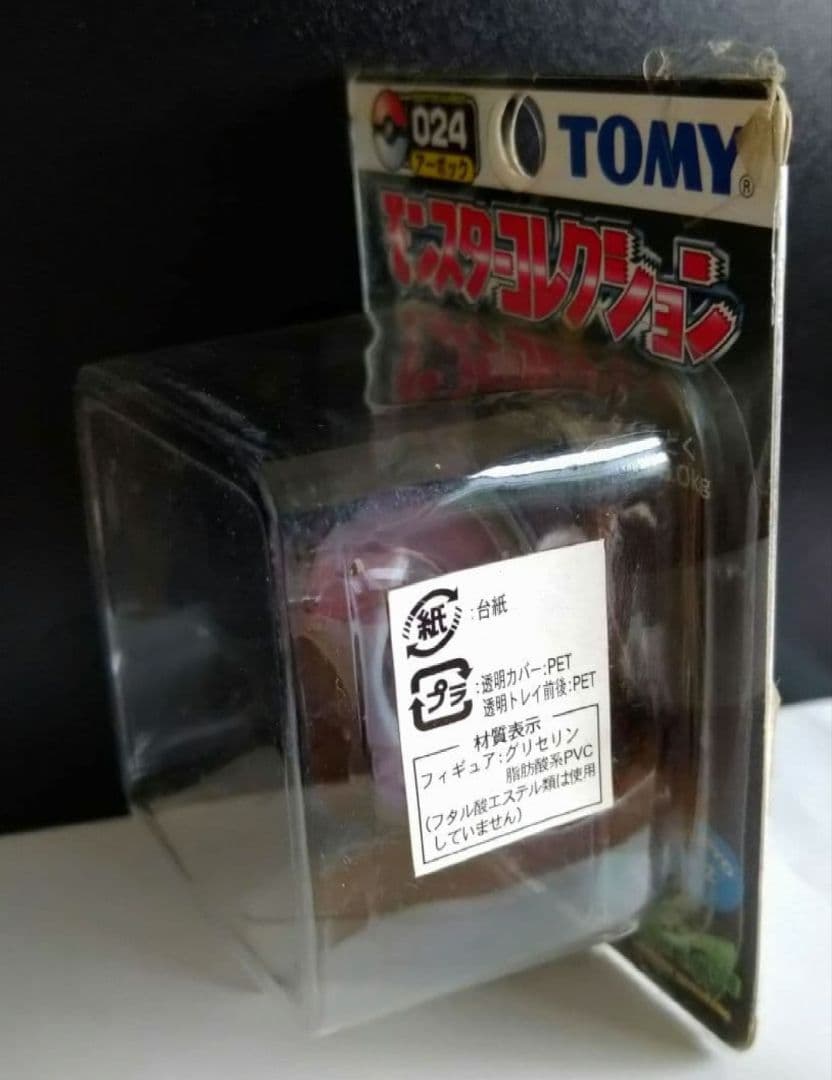 024
アーボック
TOMY®
モンスターコレクション
どく
.0kg
紙 :台紙
プラ :透明カバー:PET
透明トレイ前後:PET
材質表示
フィギュア:グリセリン
脂肪酸系PVC
(フタル酸エステル類は使用
していません)